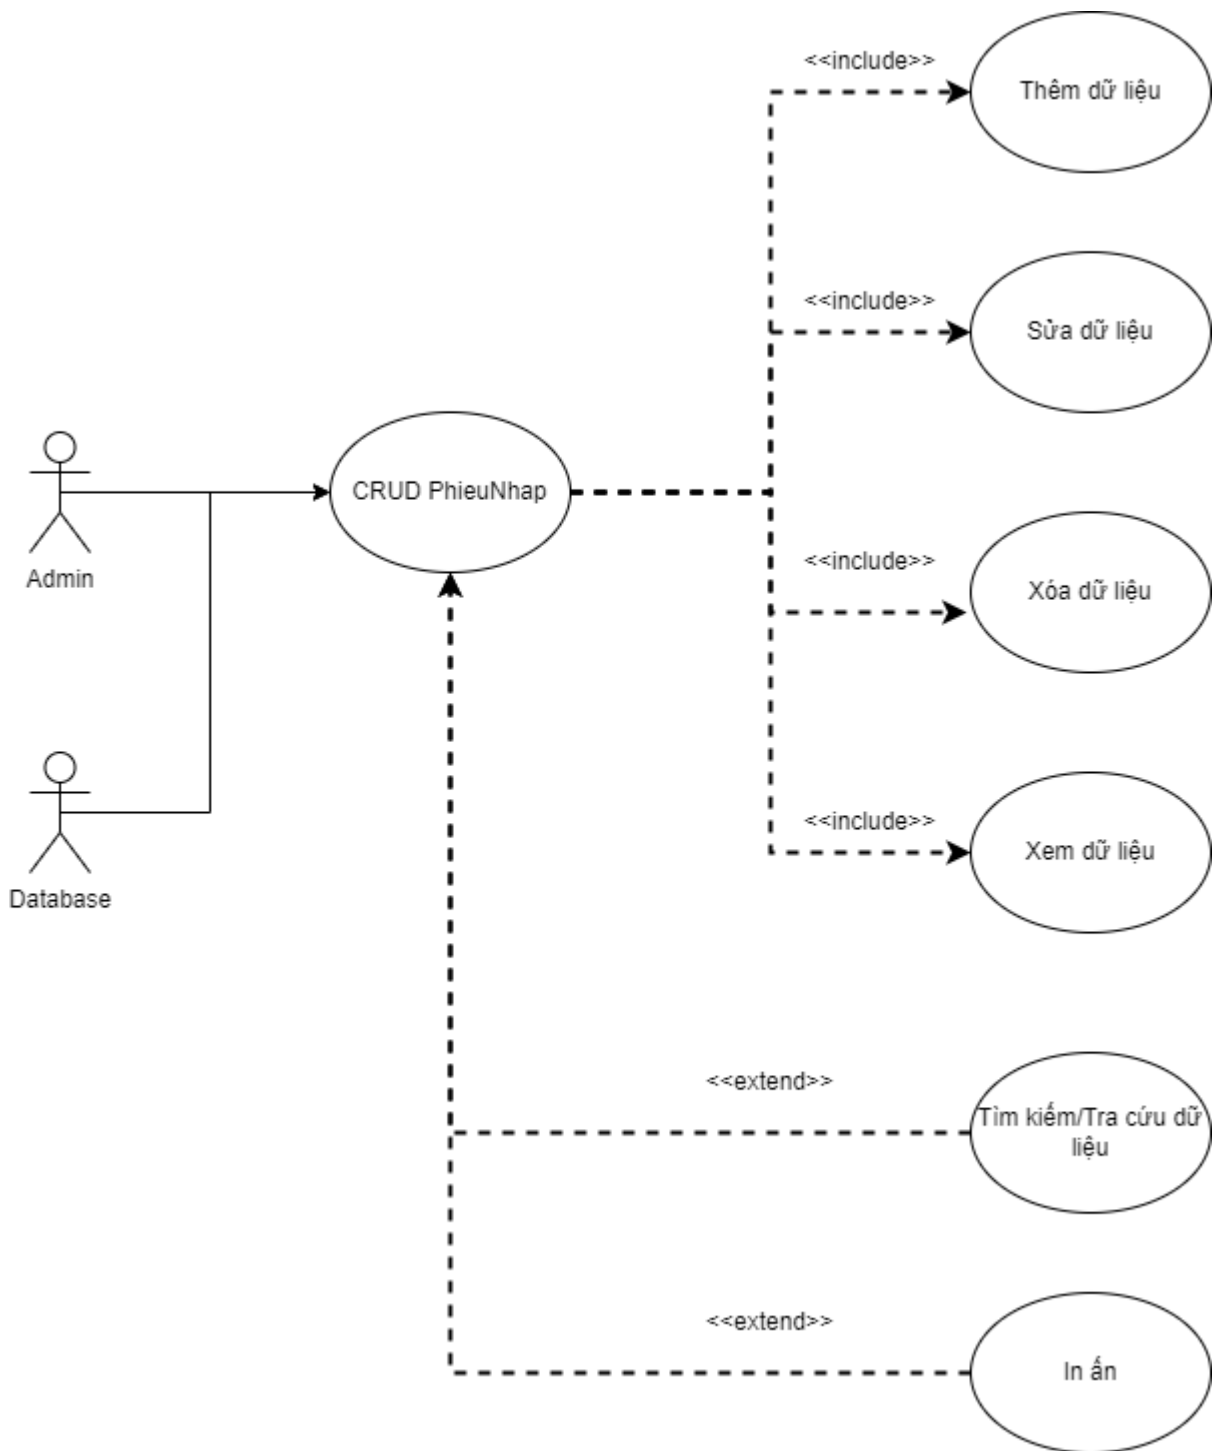 <<include>>
Thêm dữ liệu
<<include>>
Sửa dữ liệu
CRUD PhieuNhap
Admin
<<include>>
Xóa dữ liệu
<<include>>
Xem dữ liệu
Database
<<extend>>
Tìm kiếm/Tra cứu dữ
liệu
<<extend>>
In ấn